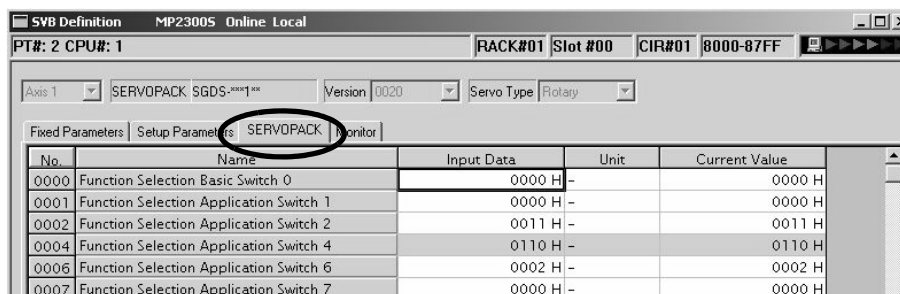 SVB Definition MP2300S Online Local
PT#: 2 CPU#: 1 RACK#01 Slot #00 CIR#01 8000-87FF
Axis 1 SERVOPACK SGDS-***1** Version 0020 Servo Type Rotary
Fixed Parameters Setup Parameters SERVOPACK Monitor
No. Name Input Data Unit Current Value
0000 Function Selection Basic Switch 0 0000 H - 0000 H
0001 Function Selection Application Switch 1 0000 H - 0000 H
0002 Function Selection Application Switch 2 0011 H - 0011 H
0004 Function Selection Application Switch 4 0110 H - 0110 H
0006 Function Selection Application Switch 6 0002 H - 0002 H
0007 Function Selection Application Switch 7 0000 H - 0000 H